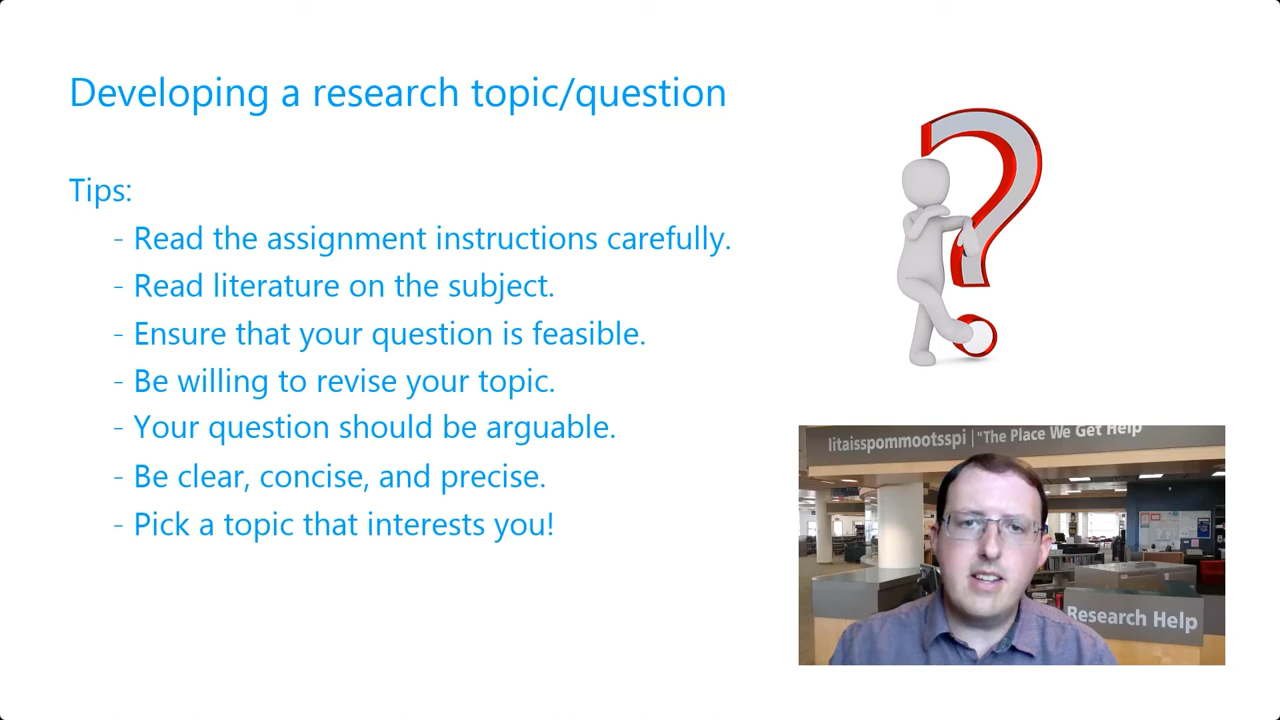 Developing a research topic/question
Tips:
- Read the assignment instructions carefully.
- Read literature on the subject.
- Ensure that your question is feasible.
- Be willing to revise your topic.
- Your question should be arguable.
- Be clear, concise, and precise.
- Pick a topic that interests you!
litaisspommootsspi | "The Place We Get Help
Research Help